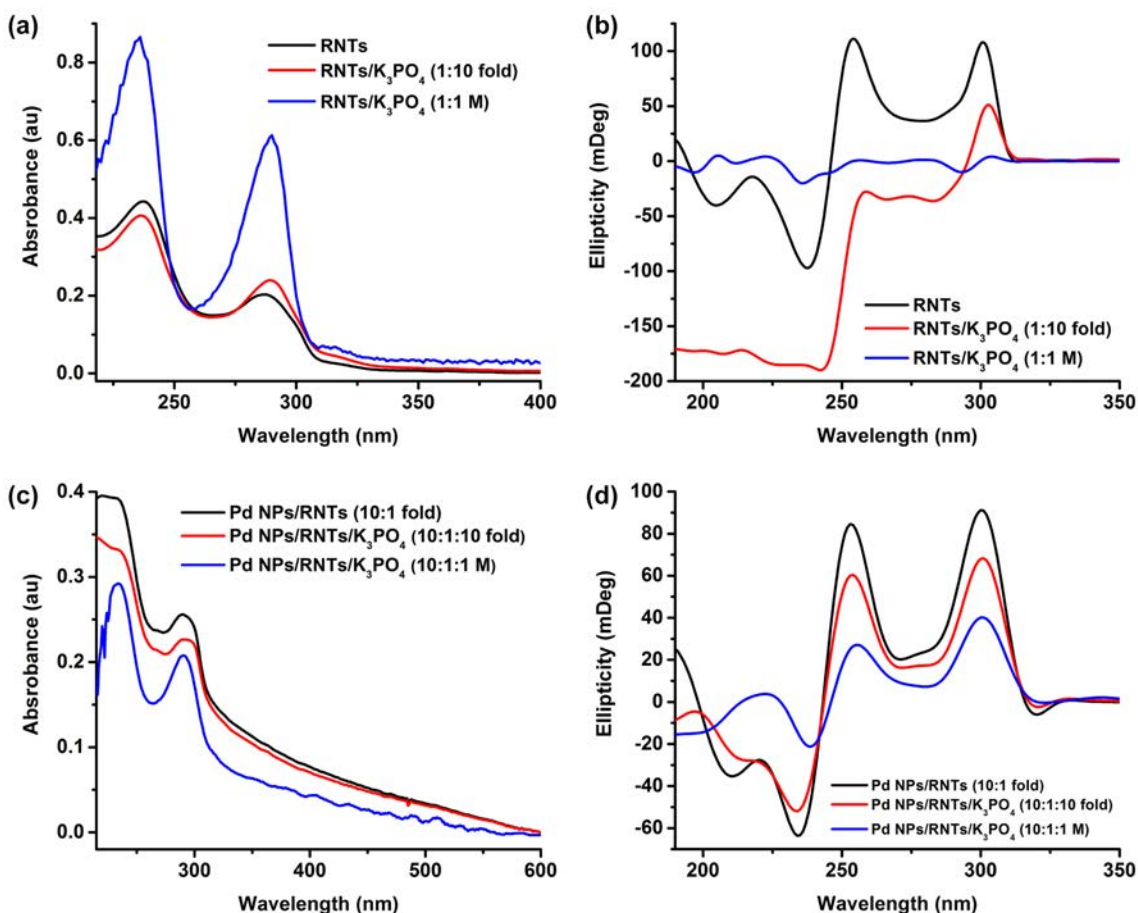 (a)
RNTs
RNTs/K₃PO₄ (1:10 fold)
RNTs/K₃PO₄ (1:1 M)
Absrobance (au)
0.8
0.6
0.4
0.2
0.0
250 300 350 400
Wavelength (nm)
(b)
RNTs
RNTs/K₃PO₄ (1:10 fold)
RNTs/K₃PO₄ (1:1 M)
Ellipticity (mDeg)
100
50
0
-50
-100
-150
-200
200 250 300 350
Wavelength (nm)
(c)
Pd NPs/RNTs (10:1 fold)
Pd NPs/RNTs/K₃PO₄ (10:1:10 fold)
Pd NPs/RNTs/K₃PO₄ (10:1:1 M)
Absrobance (au)
0.4
0.3
0.2
0.1
0.0
300 400 500 600
Wavelength (nm)
(d)
Pd NPs/RNTs (10:1 fold)
Pd NPs/RNTs/K₃PO₄ (10:1:10 fold)
Pd NPs/RNTs/K₃PO₄ (10:1:1 M)
Ellipticity (mDeg)
100
80
60
40
20
0
-20
-40
-60
200 250 300 350
Wavelength (nm)